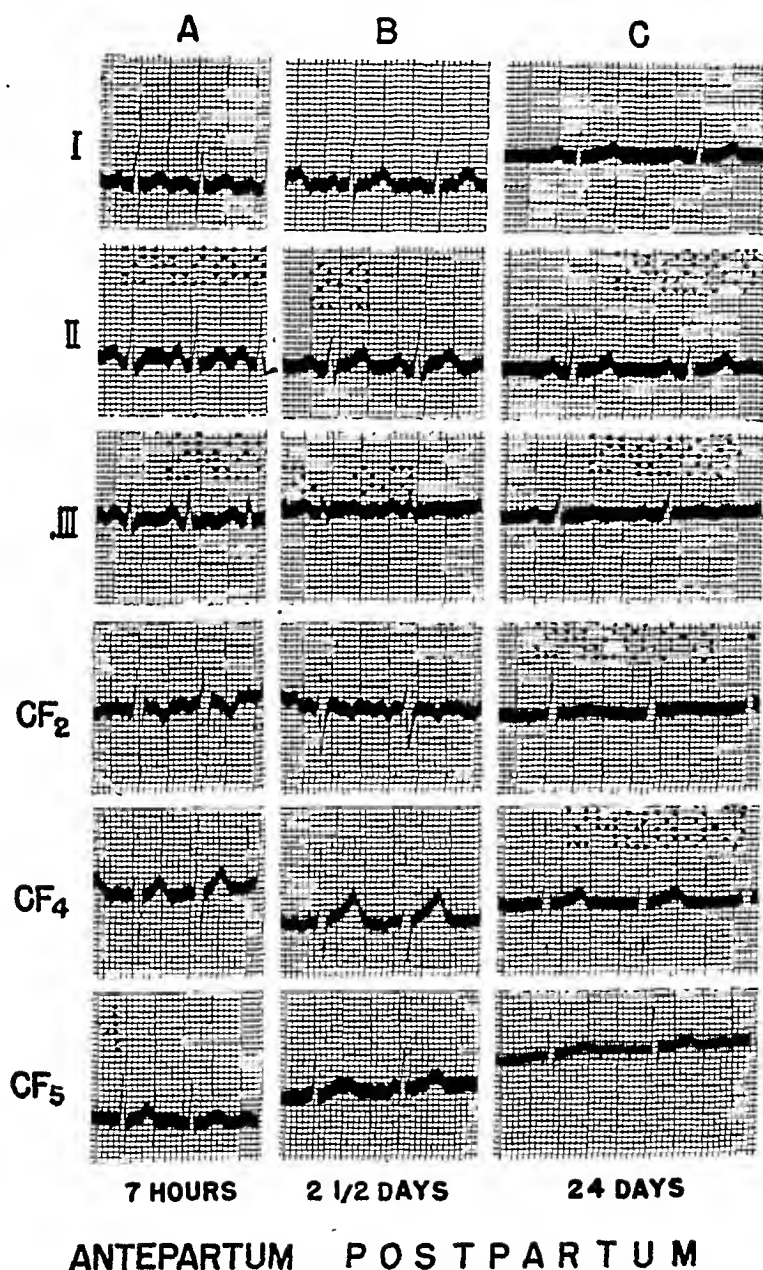 A B C
I
II
III
CF2
CF4
CF5
7 HOURS 2 1/2 DAYS 24 DAYS
ANTEPARTUM POSTPARTUM